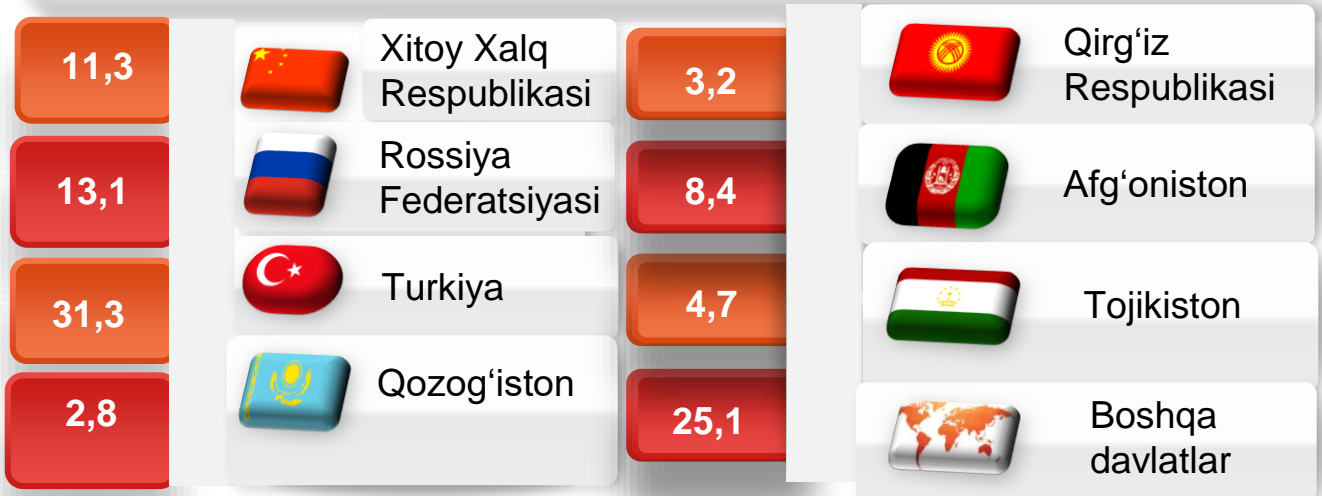 11,3
Xitoy Xalq
Respublikasi
13,1
Rossiya
Federatsiyasi
31,3
Turkiya
2,8
Qozog‘iston
3,2
Qirg‘iz
Respublikasi
8,4
Afg‘oniston
4,7
Tojikiston
25,1
Boshqa
davlatlar